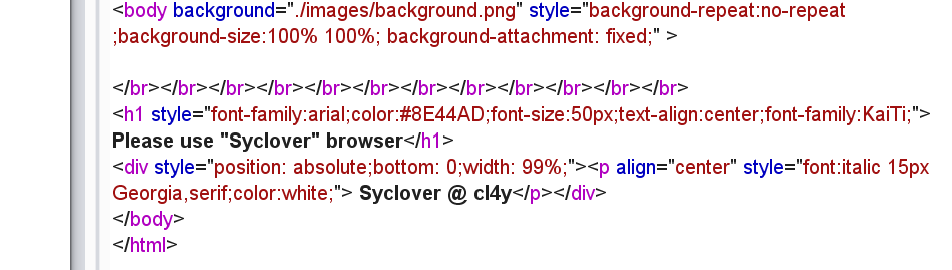 <body background="./images/background.png" style="background-repeat:no-repeat
;background-size:100% 100%; background-attachment: fixed;" >
</br></br></br></br></br></br></br></br></br></br></br></br></br>
<h1 style="font-family:arial;color:#8E44AD;font-size:50px;text-align:center;font-family:KaiTi;">
Please use "Syclover" browser</h1>
<div style="position: absolute;bottom: 0;width: 99%;"><p align="center" style="font:italic 15px
Georgia,serif;color:white;"> Syclover @ cl4y</p></div>
</body>
</html>